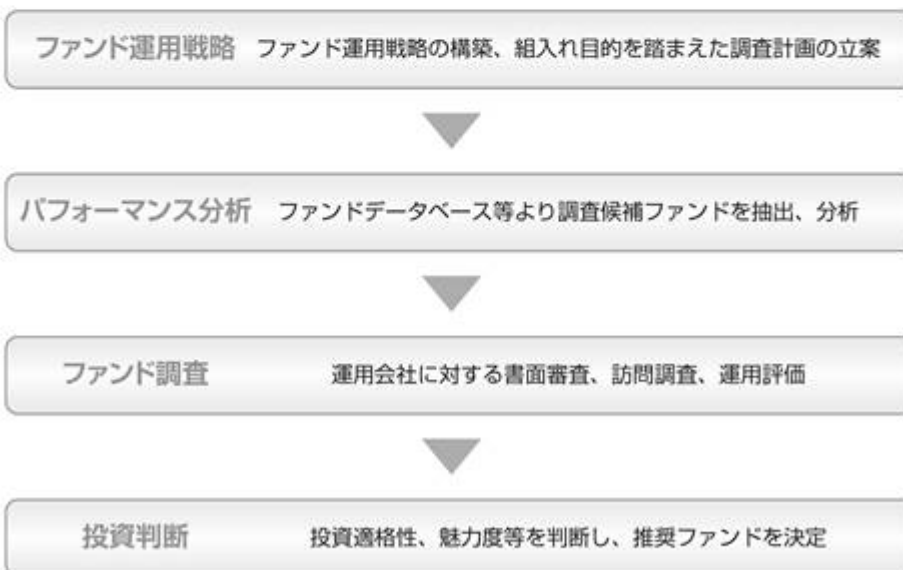 ファンド運用戦略 ファンド運用戦略の構築、組入れ目的を踏まえた調査計画の立案
パフォーマンス分析 ファンドデータベース等より調査候補ファンドを抽出、分析
ファンド調査 運用会社に対する書面審査、訪問調査、運用評価
投資判断 投資適格性、魅力度等を判断し、推奨ファンドを決定